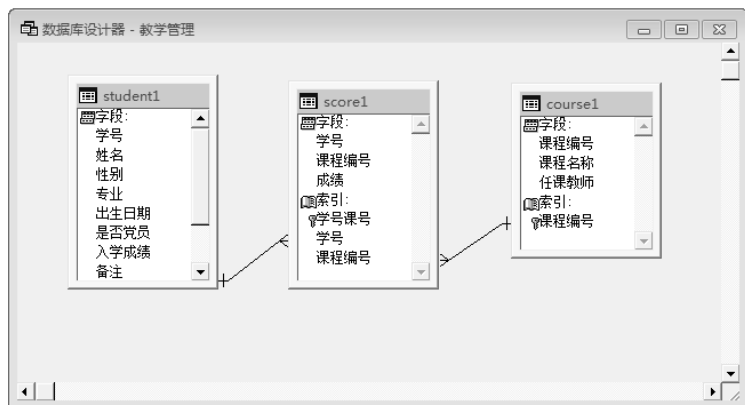 数据库设计器 - 教学管理
student1
字段:
学号
姓名
性别
专业
出生日期
是否党员
入学成绩
备注
score1
字段:
学号
课程编号
成绩
索引:
学号课号
学号
课程编号
course1
字段:
课程编号
课程名称
任课教师
索引:
课程编号